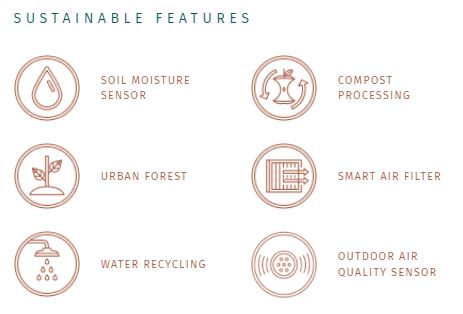 SUSTAINABLE FEATURES
SOIL MOISTURE
SENSOR
COMPOST
PROCESSING
URBAN FOREST
SMART AIR FILTER
WATER RECYCLING
OUTDOOR AIR
QUALITY SENSOR